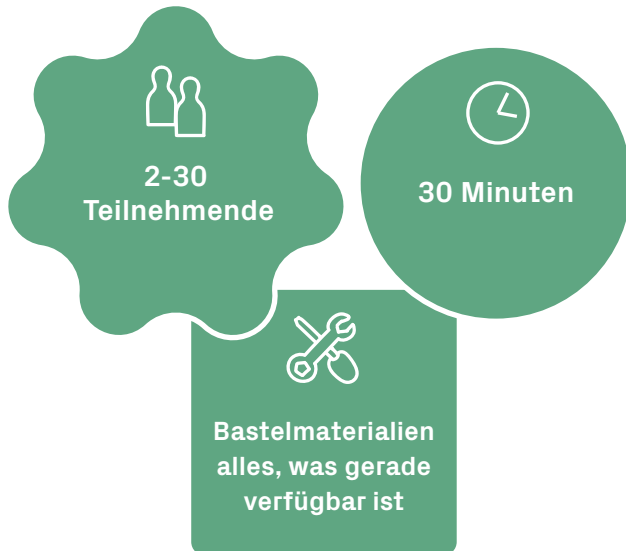 2-30
Teilnehmende
30 Minuten
Bastelmaterialien
alles, was gerade
verfügbar ist